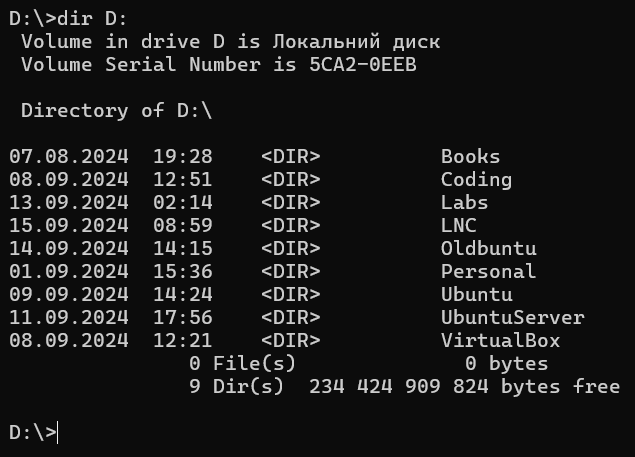 D:\>dir D:
 Volume in drive D is Локальний диск
 Volume Serial Number is 5CA2-0EEB

 Directory of D:\

07.08.2024  19:28    <DIR>          Books
08.09.2024  12:51    <DIR>          Coding
13.09.2024  02:14    <DIR>          Labs
15.09.2024  08:59    <DIR>          LNC
14.09.2024  14:15    <DIR>          Oldbuntu
01.09.2024  15:36    <DIR>          Personal
09.09.2024  14:24    <DIR>          Ubuntu
11.09.2024  17:56    <DIR>          UbuntuServer
08.09.2024  12:21    <DIR>          VirtualBox
               0 File(s)              0 bytes
               9 Dir(s)  234 424 909 824 bytes free

D:\>